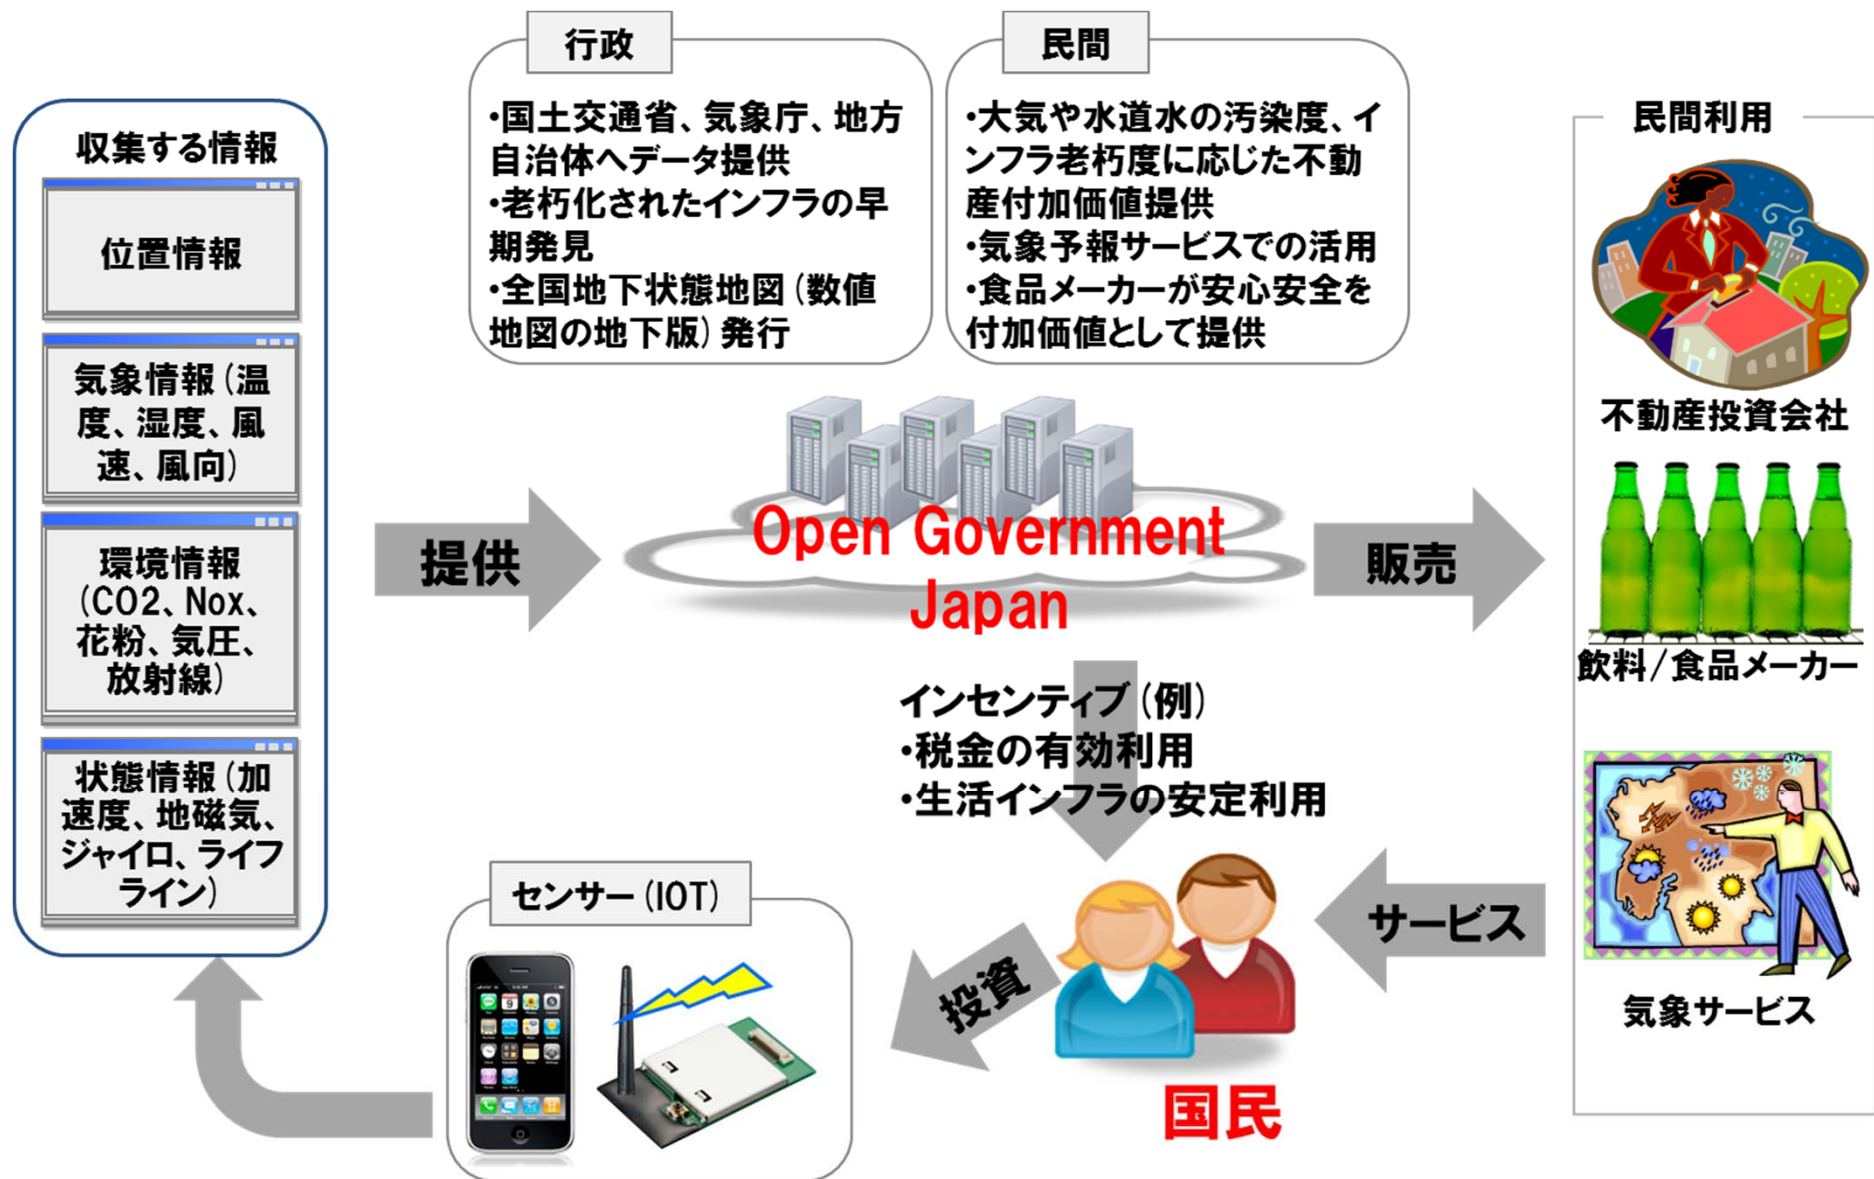 行政
・国土交通省、気象庁、地方
自治体へデータ提供
・老朽化されたインフラの早
期発見
・全国地下状態地図(数値
地図の地下版)発行
民間
・大気や水道水の汚染度、イ
ンフラ老朽度に応じた不動
産付加価値提供
・気象予報サービスでの活用
・食品メーカーが安心安全を
付加価値として提供
収集する情報
位置情報
気象情報(温
度、湿度、風
速、風向)
環境情報
(CO2、Nox、
花粉、気圧、
放射線)
状態情報(加
速度、地磁気、
ジャイロ、ライフ
ライン)
提供
Open Government
Japan
販売
民間利用
不動産投資会社
飲料/食品メーカー
気象サービス
インセンティブ(例)
・税金の有効利用
・生活インフラの安定利用
サービス
国民
投資
センサー(IOT)